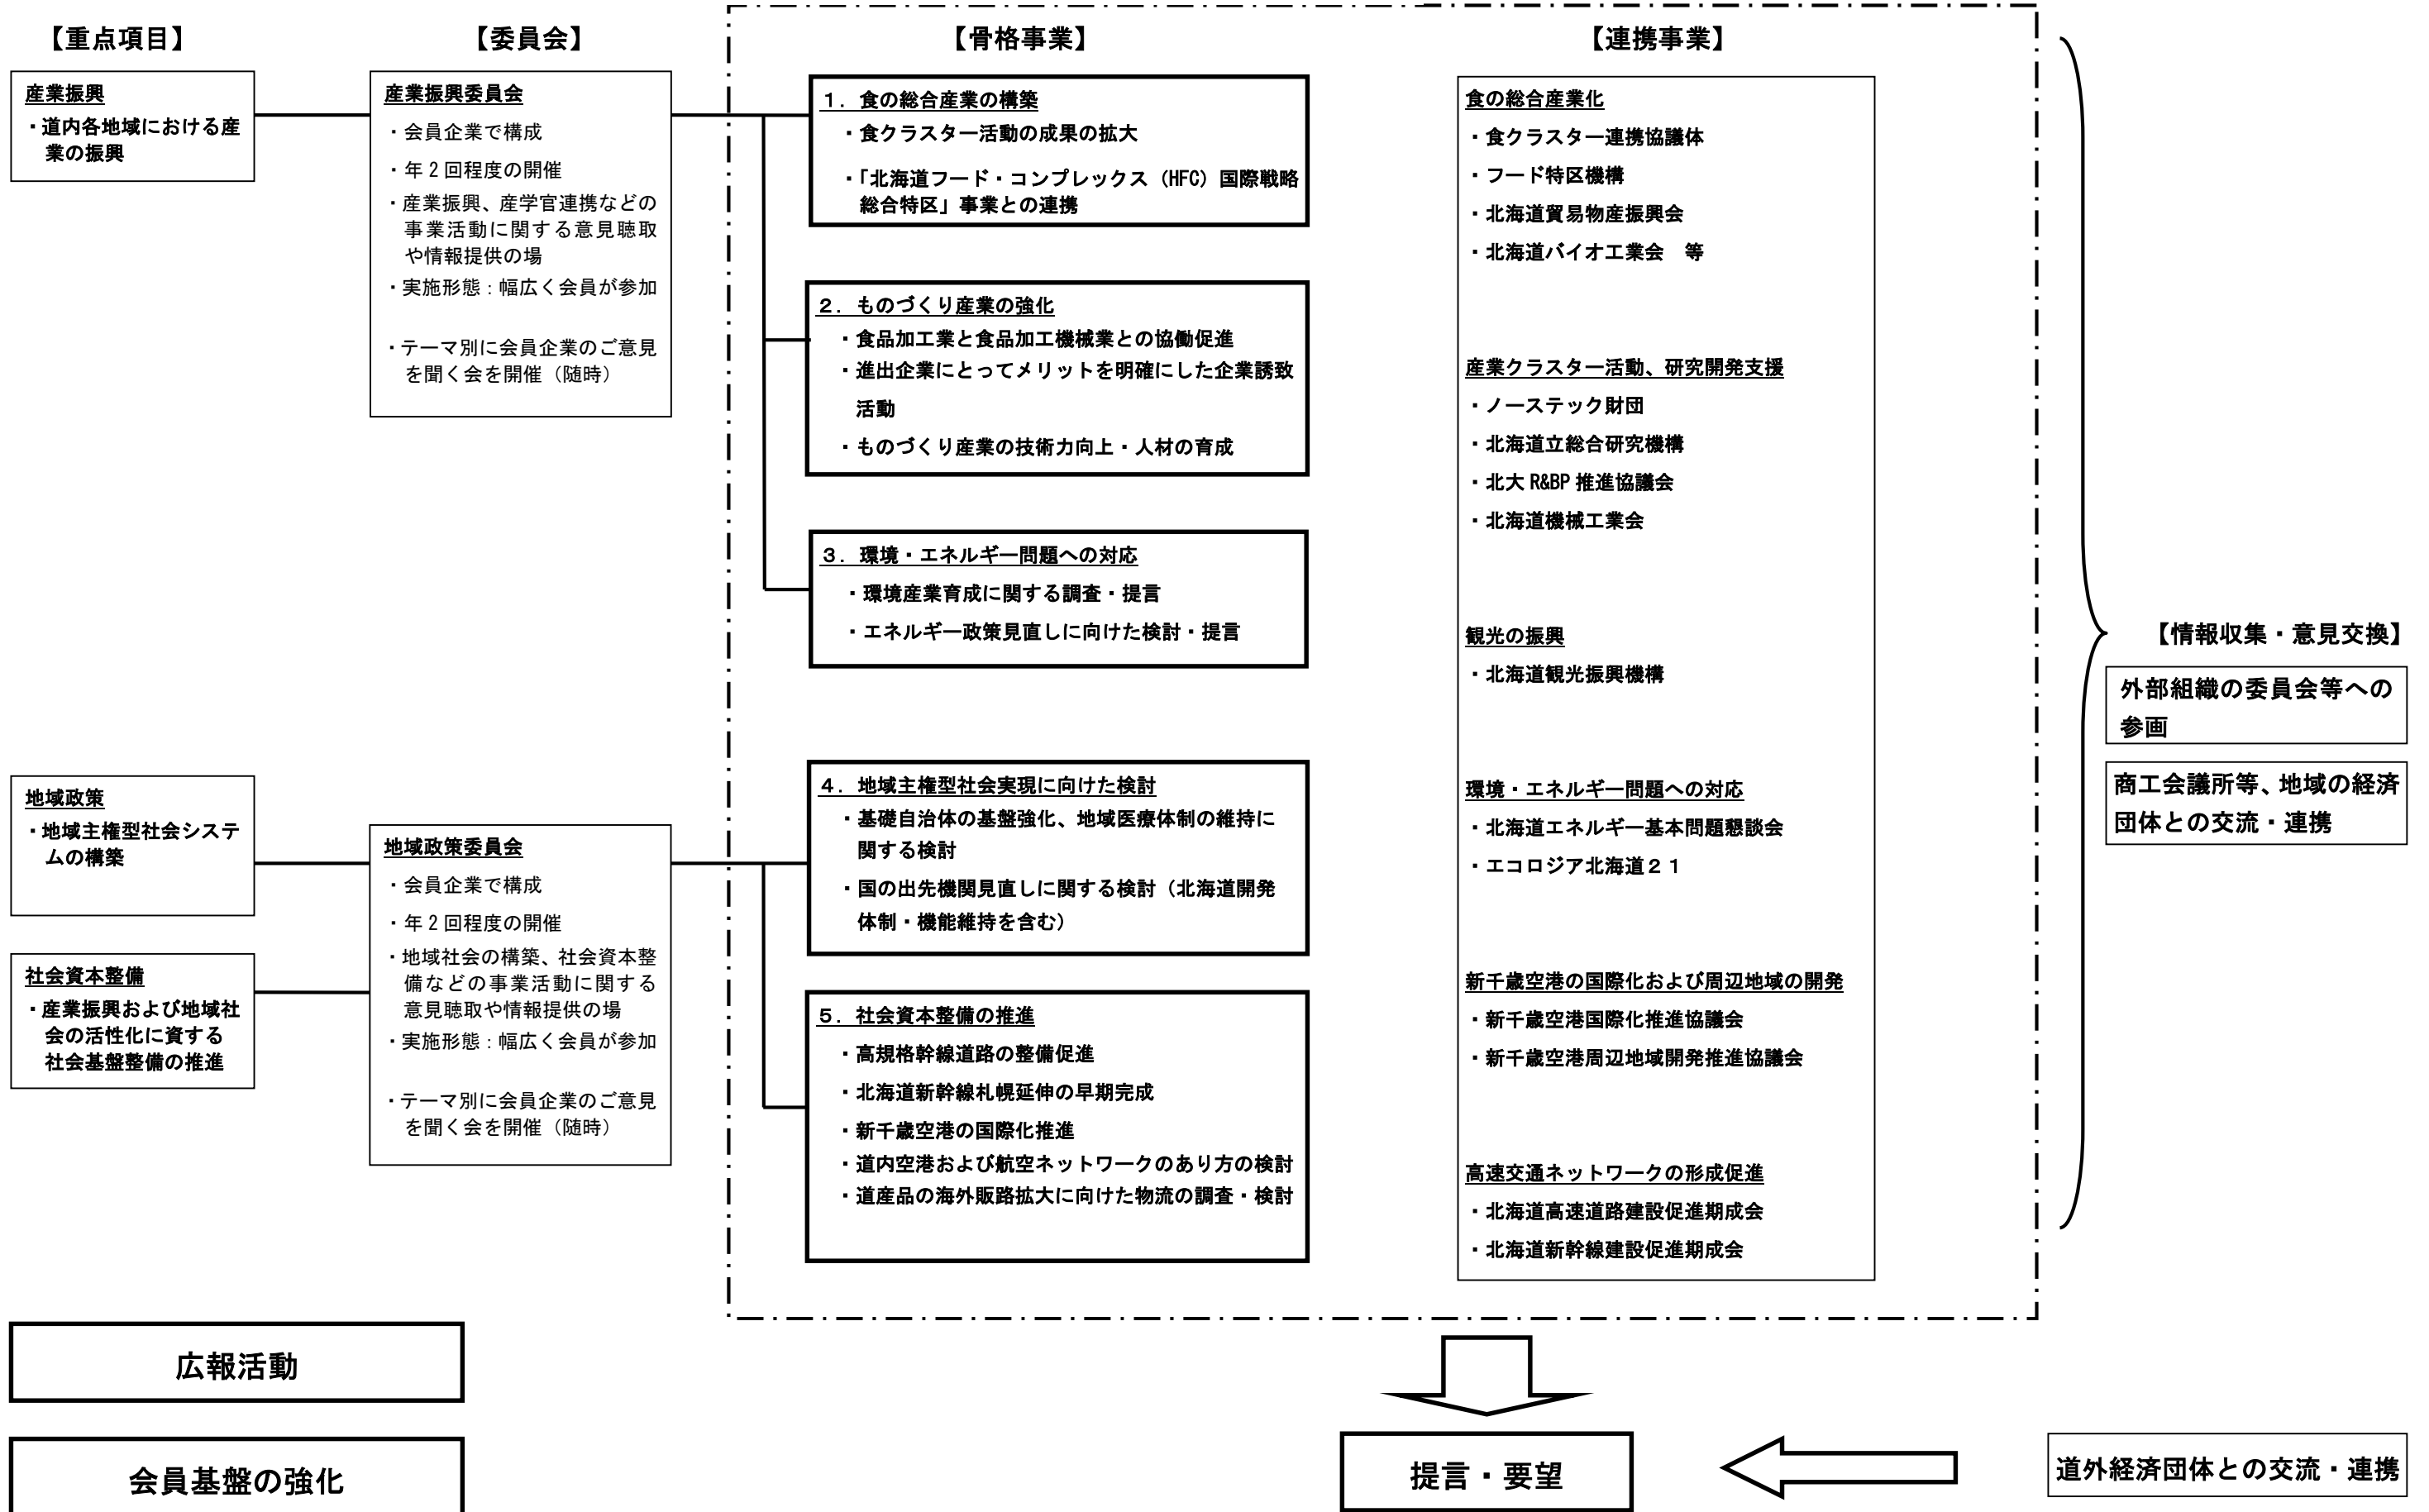 【重点項目】
産業振興
・道内各地域における産
業の振興
地域政策
・地域主権型社会システ
ムの構築
社会資本整備
・産業振興および地域社
会の活性化に資する
社会基盤整備の推進
【委員会】
産業振興委員会
・会員企業で構成
・年２回程度の開催
・産業振興、産学官連携などの
事業活動に関する意見聴取
や情報提供の場
・実施形態：幅広く会員が参加
・テーマ別に会員企業のご意見
を聞く会を開催（随時）
地域政策委員会
・会員企業で構成
・年２回程度の開催
・地域社会の構築、社会資本整
備などの事業活動に関する
意見聴取や情報提供の場
・実施形態：幅広く会員が参加
・テーマ別に会員企業のご意見
を聞く会を開催（随時）
【骨格事業】
１．食の総合産業の構築
・食クラスター活動の成果の拡大
・「北海道フード・コンプレックス（HFC）国際戦略
総合特区」事業との連携
２．ものづくり産業の強化
・食品加工業と食品加工機械業との協働促進
・進出企業にとってメリットを明確にした企業誘致
活動
・ものづくり産業の技術力向上・人材の育成
３．環境・エネルギー問題への対応
・環境産業育成に関する調査・提言
・エネルギー政策見直しに向けた検討・提言
４．地域主権型社会実現に向けた検討
・基礎自治体の基盤強化、地域医療体制の維持に
関する検討
・国の出先機関見直しに関する検討（北海道開発
体制・機能維持を含む）
５．社会資本整備の推進
・高規格幹線道路の整備促進
・北海道新幹線札幌延伸の早期完成
・新千歳空港の国際化推進
・道内空港および航空ネットワークのあり方の検討
・道産品の海外販路拡大に向けた物流の調査・検討
【連携事業】
食の総合産業化
・食クラスター連携協議体
・フード特区機構
・北海道貿易物産振興会
・北海道バイオ工業会　等
産業クラスター活動、研究開発支援
・ノーステック財団
・北海道立総合研究機構
・北大 R&BP 推進協議会
・北海道機械工業会
観光の振興
・北海道観光振興機構
環境・エネルギー問題への対応
・北海道エネルギー基本問題懇談会
・エコロジア北海道２１
新千歳空港の国際化および周辺地域の開発
・新千歳空港国際化推進協議会
・新千歳空港周辺地域開発推進協議会
高速交通ネットワークの形成促進
・北海道高速道路建設促進期成会
・北海道新幹線建設促進期成会
【情報収集・意見交換】
外部組織の委員会等への
参画
商工会議所等、地域の経済
団体との交流・連携
広報活動
会員基盤の強化
提言・要望
道外経済団体との交流・連携